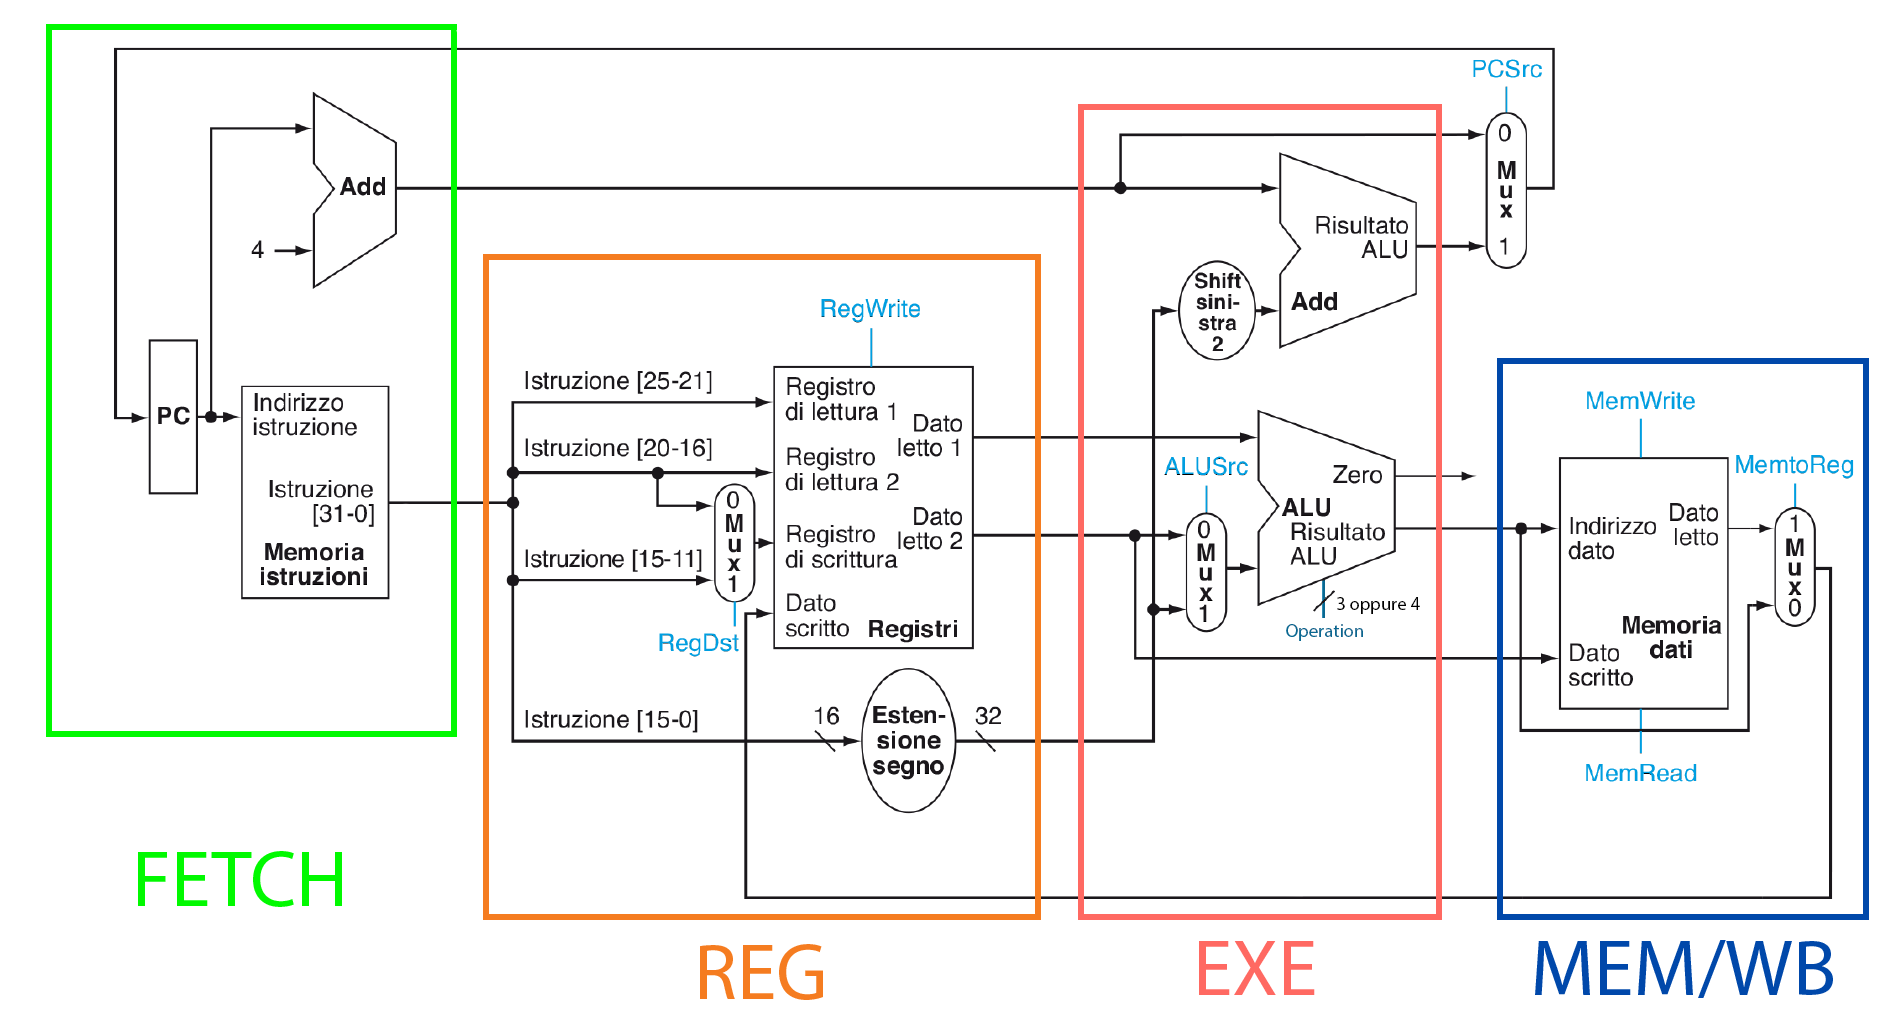 PCSrc
0
M
u
x
1
Add
4
Risultato
ALU
Add
Shift
sini-
stra
2
PC
Indirizzo
istruzione
Istruzione
[31-0]
Memoria
istruzioni
RegWrite
Istruzione [25-21]
Istruzione [20-16]
Istruzione [15-11]
Istruzione [15-0]
0
M
u
x
1
RegDst
Registro
di lettura 1
Registro
di lettura 2
Registro
di scrittura
Dato
scritto
Dato
letto 1
Dato
letto 2
Registri
16
Esten-
sione
segno
32
ALUSrc
0
M
u
x
1
Zero
ALU
Risultato
ALU
3 oppure 4
Operation
MemWrite
Indirizzo
dato
Dato
letto
Memoria
dati
Dato
scritto
MemRead
MemtoReg
1
M
u
x
0
FETCH
REG
EXE
MEM/WB